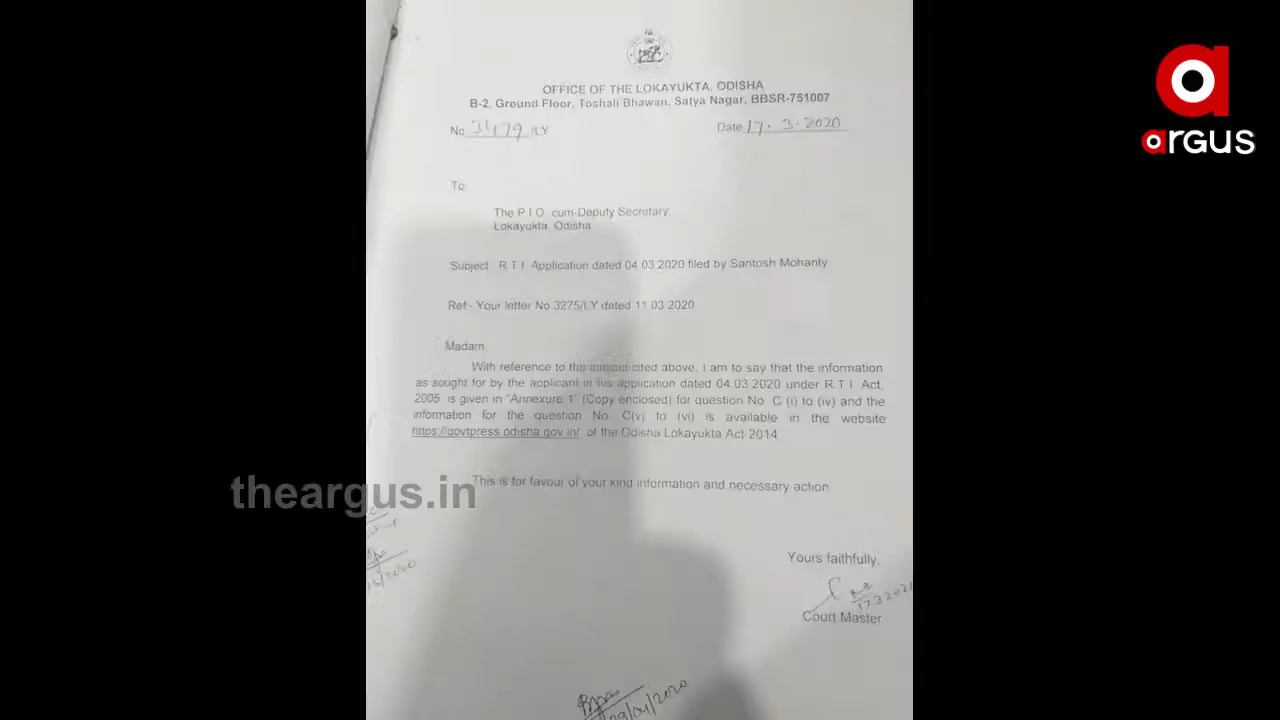 OFFICE OF THE LOKAYUKTA, ODISHA
B-2, Ground Floor, Toshali Bhawan, Satya Nagar, BBSR-751007
No. 3479 /LY Date 17.3.2020
To
The P I O cum-Deputy Secretary,
Lokayukta, Odisha
Subject R T I Application dated 04.03.2020 filed by Santosh Mohanty
Ref:- Your letter No.3275/LY dated 11.03.2020
Madam,
With reference to the subject cited above, I am to say that the information
as sought for by the applicant in his application dated 04.03.2020 under R.T.I. Act,
2005 is given in "Annexure 1" (Copy enclosed) for question No. C (i) to (iv) and the
information for the question No. C(v) to (vi) is available in the website
https://govtpress.odisha.gov.in/ of the Odisha Lokayukta Act-2014.
This is for favour of your kind information and necessary action.
Yours faithfully,
17.3.2020
Court Master
29/04/2020
argus
theargus.in